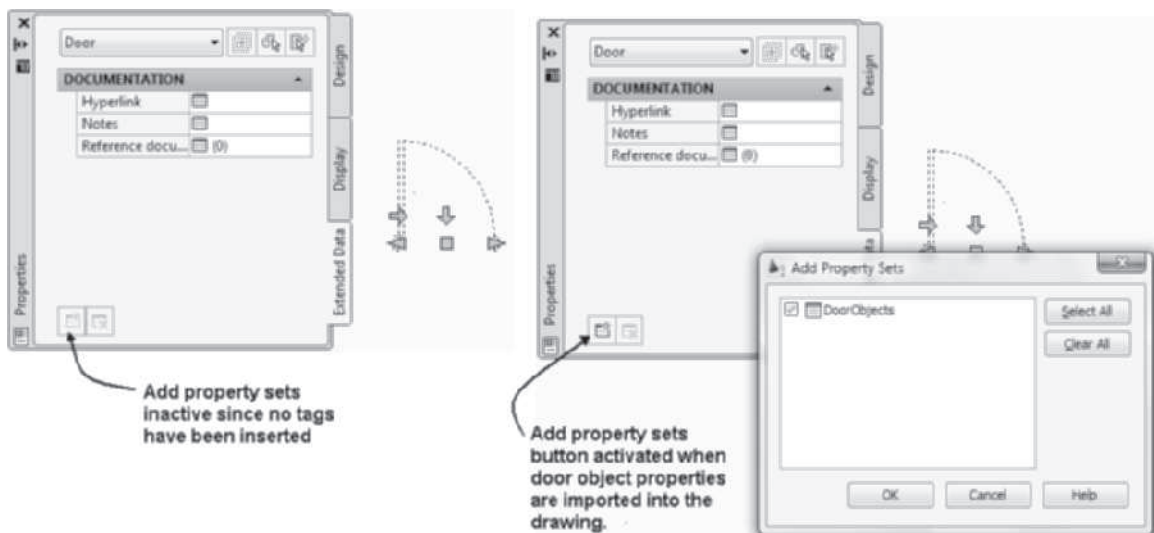 Door
DOCUMENTATION
Hyperlink
Notes
Reference docu... (0)
Design
Display
Extended Data
Properties
Add property sets
inactive since no tags
have been inserted
Door
DOCUMENTATION
Hyperlink
Notes
Reference docu... (0)
Design
Display
Properties
Add property sets
button activated when
door object properties
are imported into the
drawing.
Add Property Sets
DoorObjects
Select All
Clear All
OK
Cancel
Help